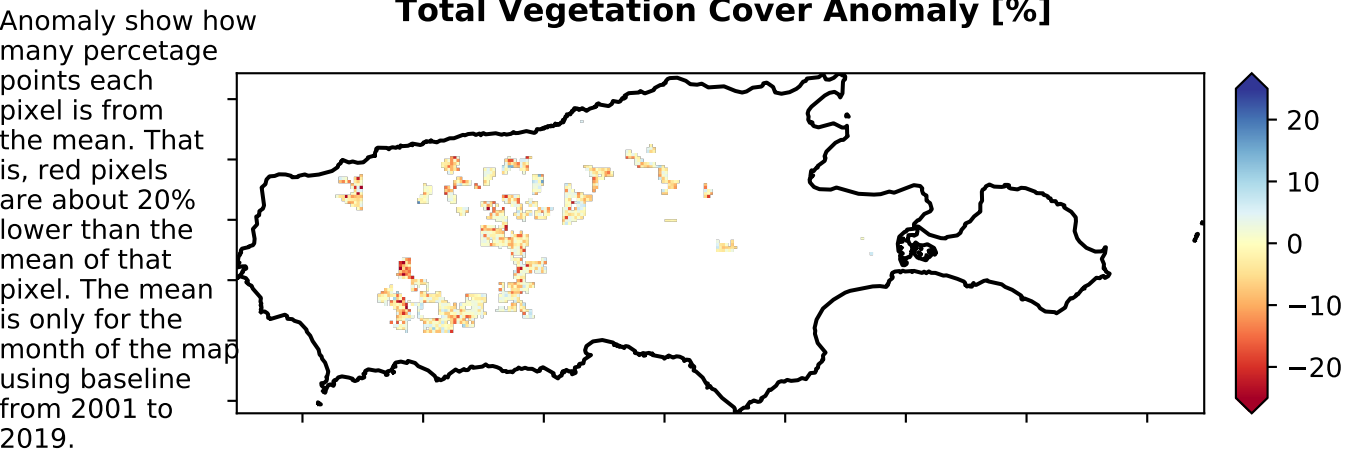 Total Vegetation Cover Anomaly [%]
Anomaly show how
many percetage
points each
pixel is from
the mean. That
is, red pixels
are about 20%
lower than the
mean of that
pixel. The mean
is only for the
month of the map
using baseline
from 2001 to
2019.
20
10
0
−10
−20